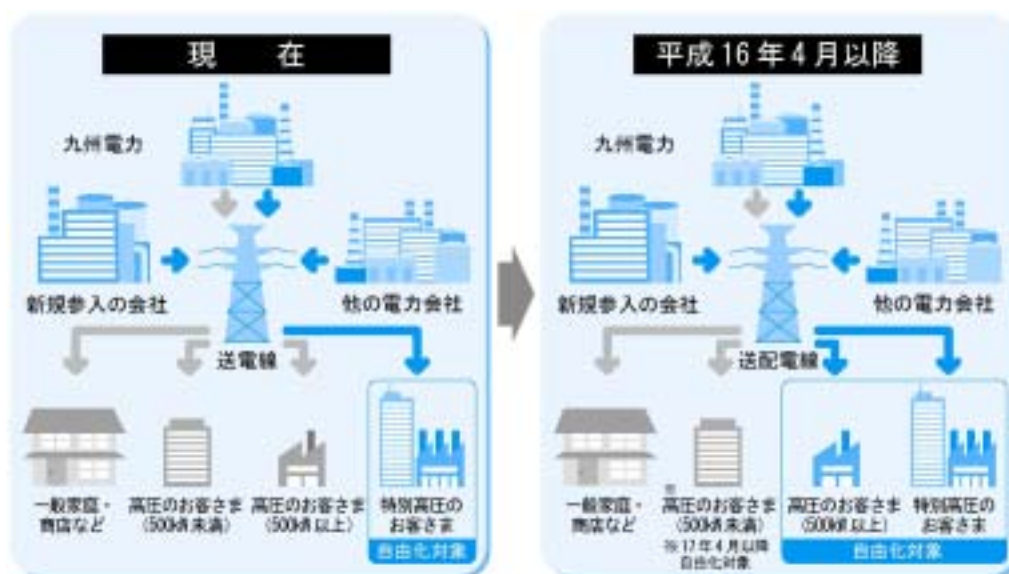 現 在
九州電力
新規参入の会社
他の電力会社
送電線
一般家庭・
商店など
高圧のお客さま
(500kW未満)
高圧のお客さま
(500kW以上)
特別高圧の
お客さま
自由化対象
平成16年4月以降
九州電力
新規参入の会社
他の電力会社
送配電線
一般家庭・
商店など
※
高圧のお客さま
(500kW未満)
※17年4月以降
自由化対象
高圧のお客さま
(500kW以上)
特別高圧の
お客さま
自由化対象